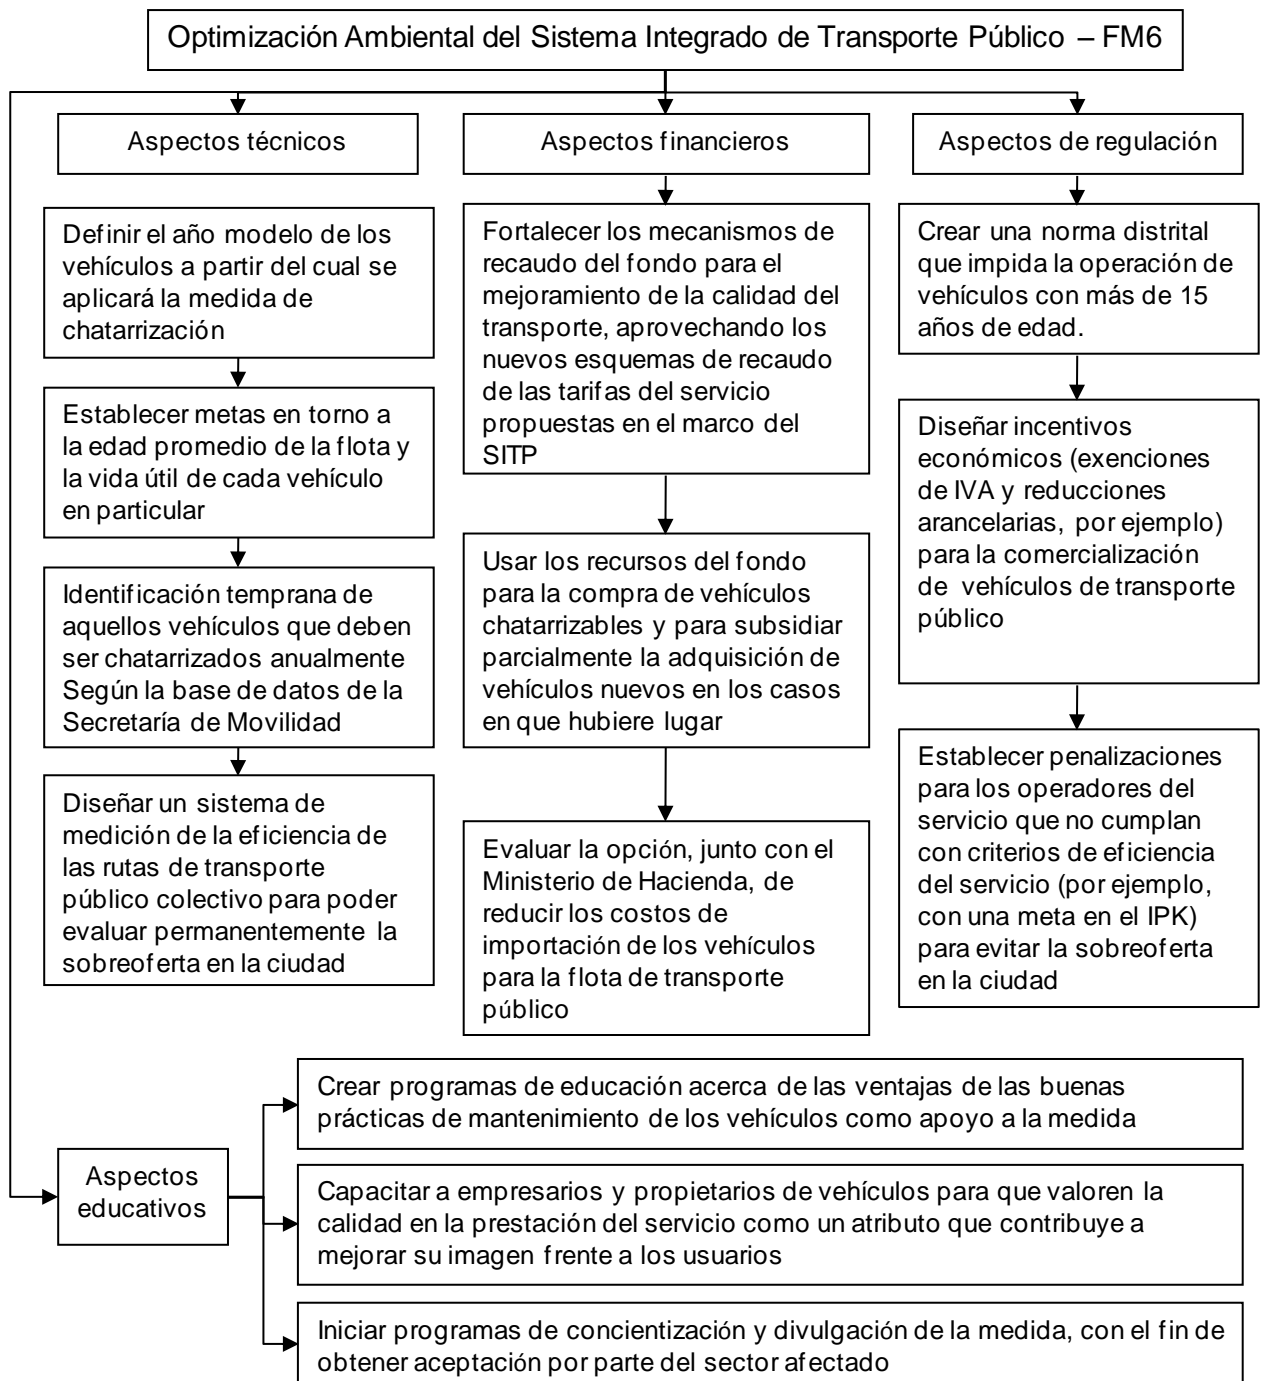 Optimización Ambiental del Sistema Integrado de Transporte Público – FM6
Aspectos técnicos
Definir el año modelo de los
vehículos a partir del cual se
aplicará la medida de
chatarrización
Establecer metas en torno a
la edad promedio de la flota y
la vida útil de cada vehículo
en particular
Identificación temprana de
aquellos vehículos que deben
ser chatarrizados anualmente
Según la base de datos de la
Secretaría de Movilidad
Diseñar un sistema de
medición de la eficiencia de
las rutas de transporte
público colectivo para poder
evaluar permanentemente la
sobreoferta en la ciudad
Aspectos financieros
Fortalecer los mecanismos de
recaudo del fondo para el
mejoramiento de la calidad del
transporte, aprovechando los
nuevos esquemas de recaudo
de las tarifas del servicio
propuestas en el marco del
SITP
Usar los recursos del fondo
para la compra de vehículos
chatarrizables y para subsidiar
parcialmente la adquisición de
vehículos nuevos en los casos
en que hubiere lugar
Evaluar la opción, junto con el
Ministerio de Hacienda, de
reducir los costos de
importación de los vehículos
para la flota de transporte
público
Aspectos de regulación
Crear una norma distrital
que impida la operación de
vehículos con más de 15
años de edad.
Diseñar incentivos
económicos (exenciones
de IVA y reducciones
arancelarias, por ejemplo)
para la comercialización
de vehículos de transporte
público
Establecer penalizaciones
para los operadores del
servicio que no cumplan
con criterios de eficiencia
del servicio (por ejemplo,
con una meta en el IPK)
para evitar la sobreoferta
en la ciudad
Aspectos
educativos
Crear programas de educación acerca de las ventajas de las buenas
prácticas de mantenimiento de los vehículos como apoyo a la medida
Capacitar a empresarios y propietarios de vehículos para que valoren la
calidad en la prestación del servicio como un atributo que contribuye a
mejorar su imagen frente a los usuarios
Iniciar programas de concientización y divulgación de la medida, con el fin de
obtener aceptación por parte del sector afectado